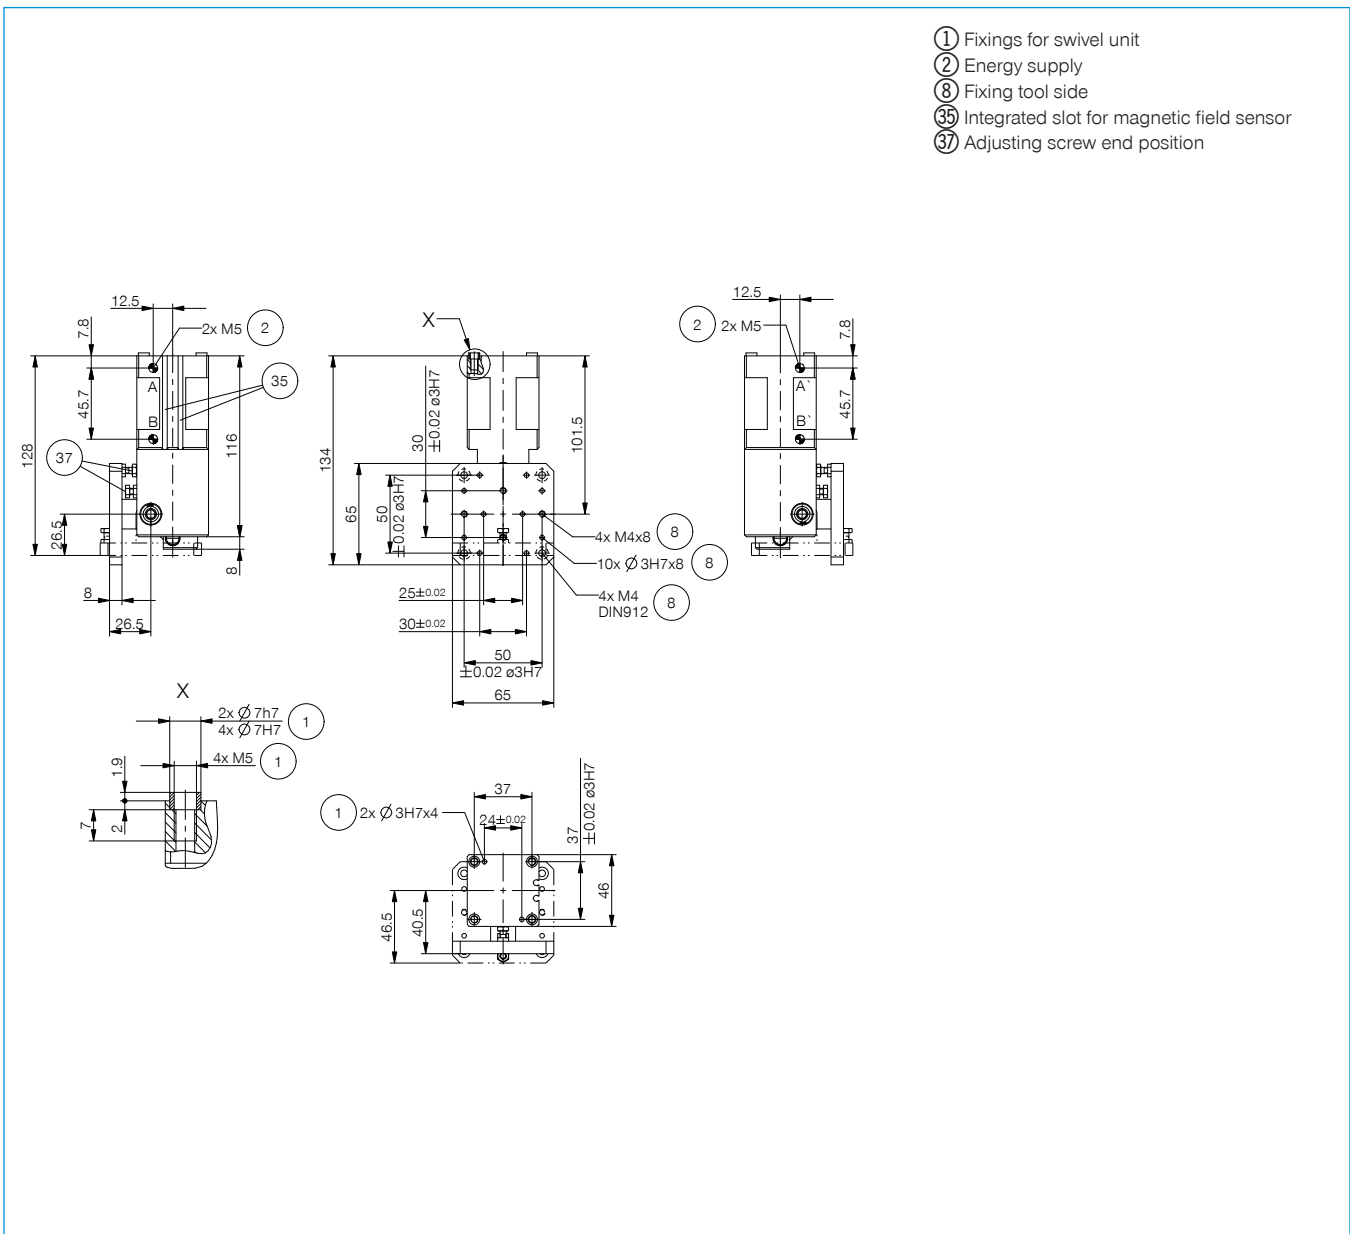 1 Fixings for swivel unit
2 Energy supply
8 Fixing tool side
35 Integrated slot for magnetic field sensor
37 Adjusting screw end position
12.5
7.8
2x M5 2
35
A
B
45.7
128
116
37
26.5
8
8
26.5
X
134
30
±0.02 ø3H7
101.5
65
50
±0.02 ø3H7
4x M4x8 8
10x Ø 3H7x8 8
4x M4
DIN912 8
25±0.02
30±0.02
50
±0.02 ø3H7
65
12.5
2 2x M5
7.8
A`
B`
45.7
X
2x Ø 7h7
4x Ø 7H7 1
4x M5 1
1.9
7
2
1 2x Ø 3H7x4
37
24±0.02
37
±0.02 ø3H7
46
46.5
40.5